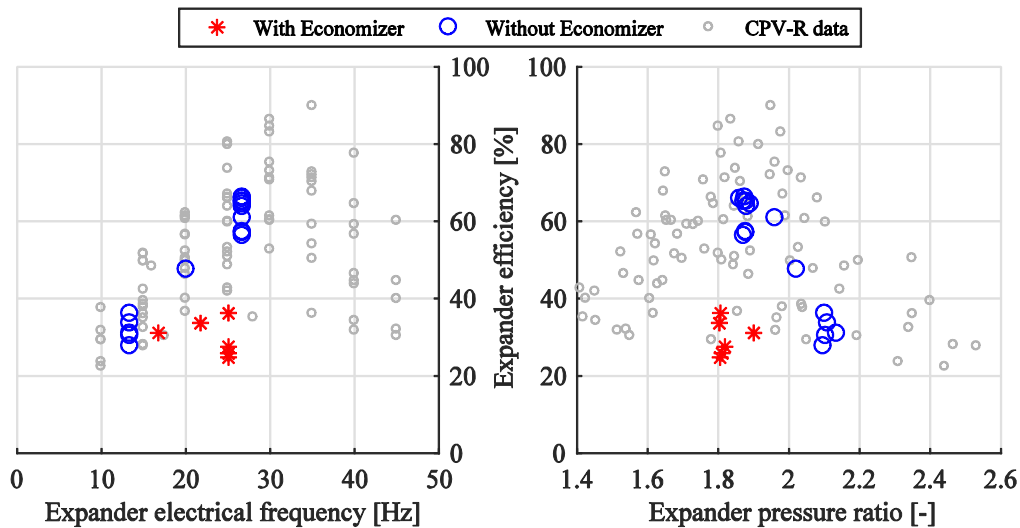 With Economizer Without Economizer CPV-R data
100
80
60
40
20
0
Expander efficiency [%]
0 10 20 30 40 50
Expander electrical frequency [Hz]
100
80
60
40
20
0
1.4 1.6 1.8 2 2.2 2.4 2.6
Expander pressure ratio [-]